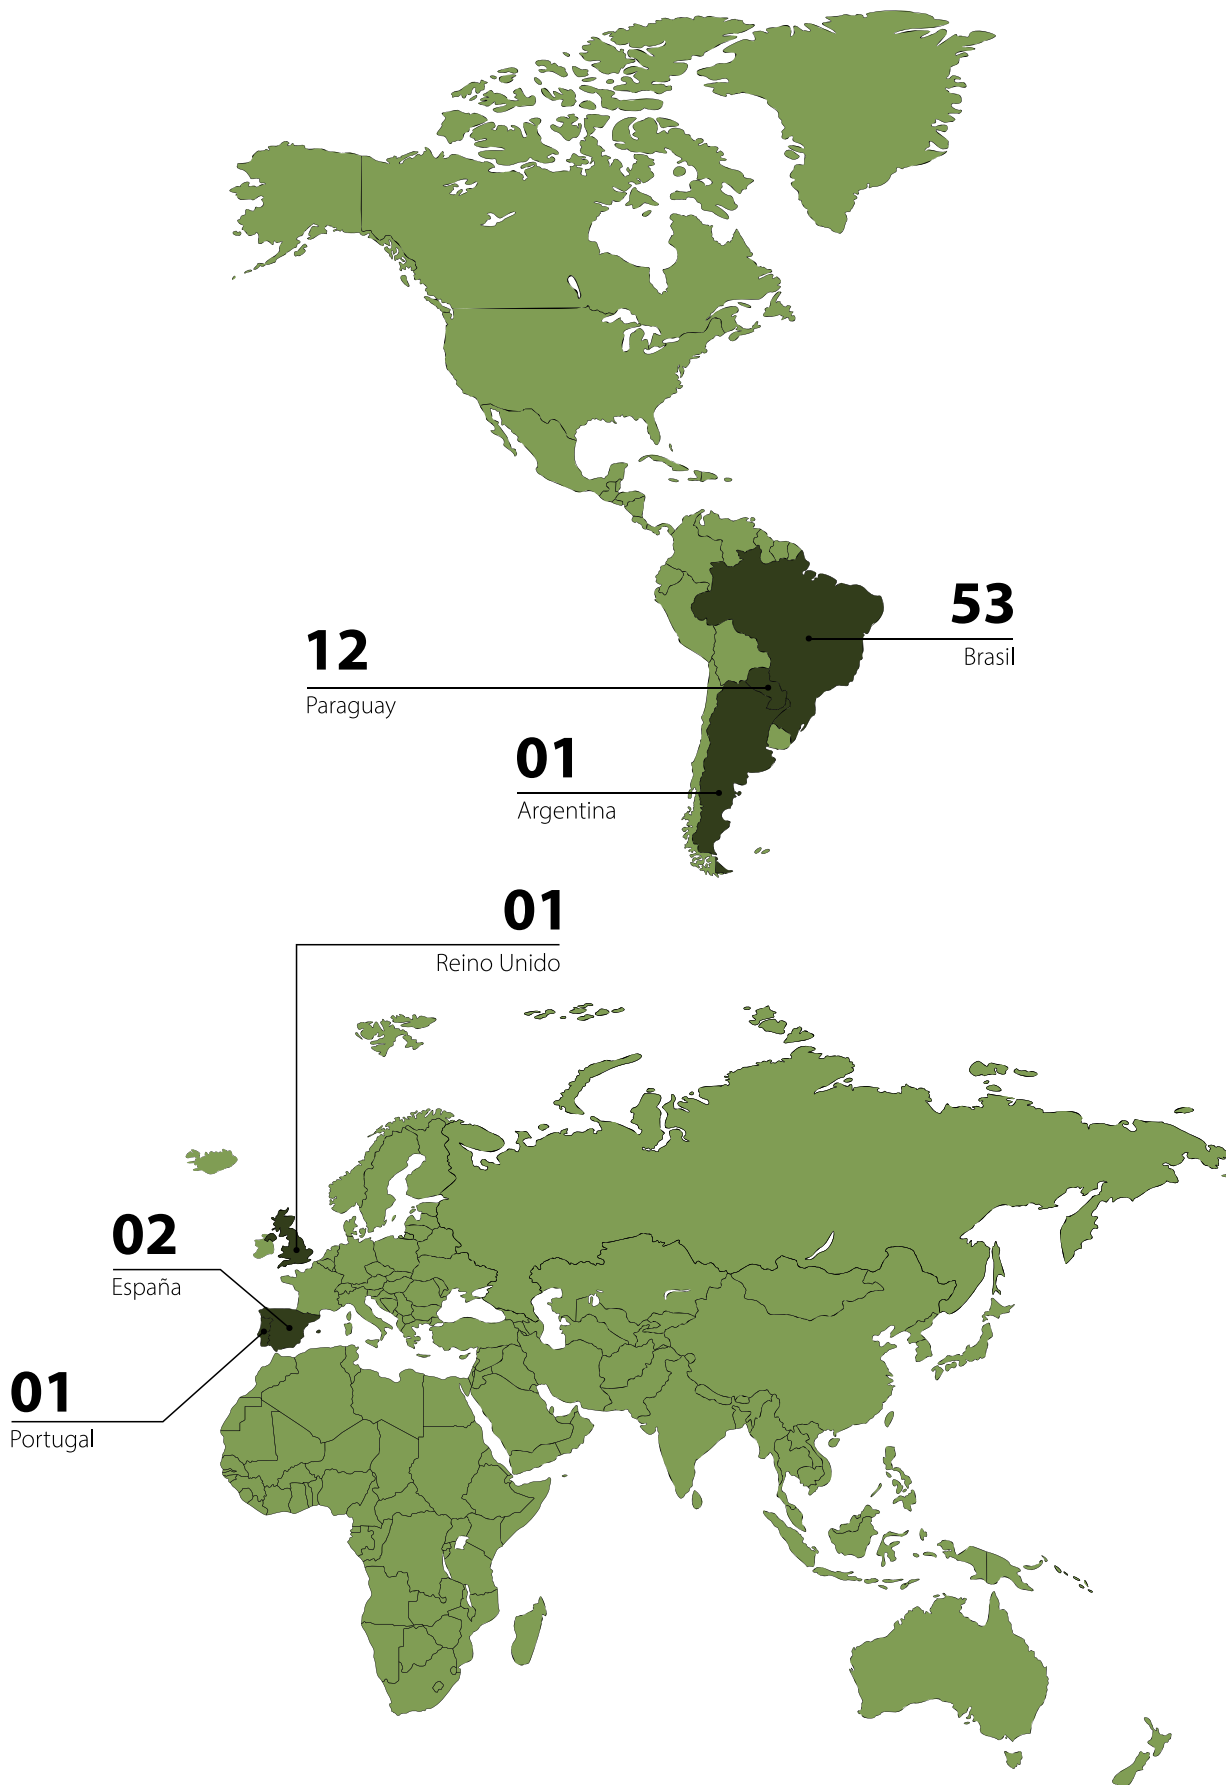 53
Brasil
12
Paraguay
01
Argentina
01
Reino Unido
02
España
01
Portugal